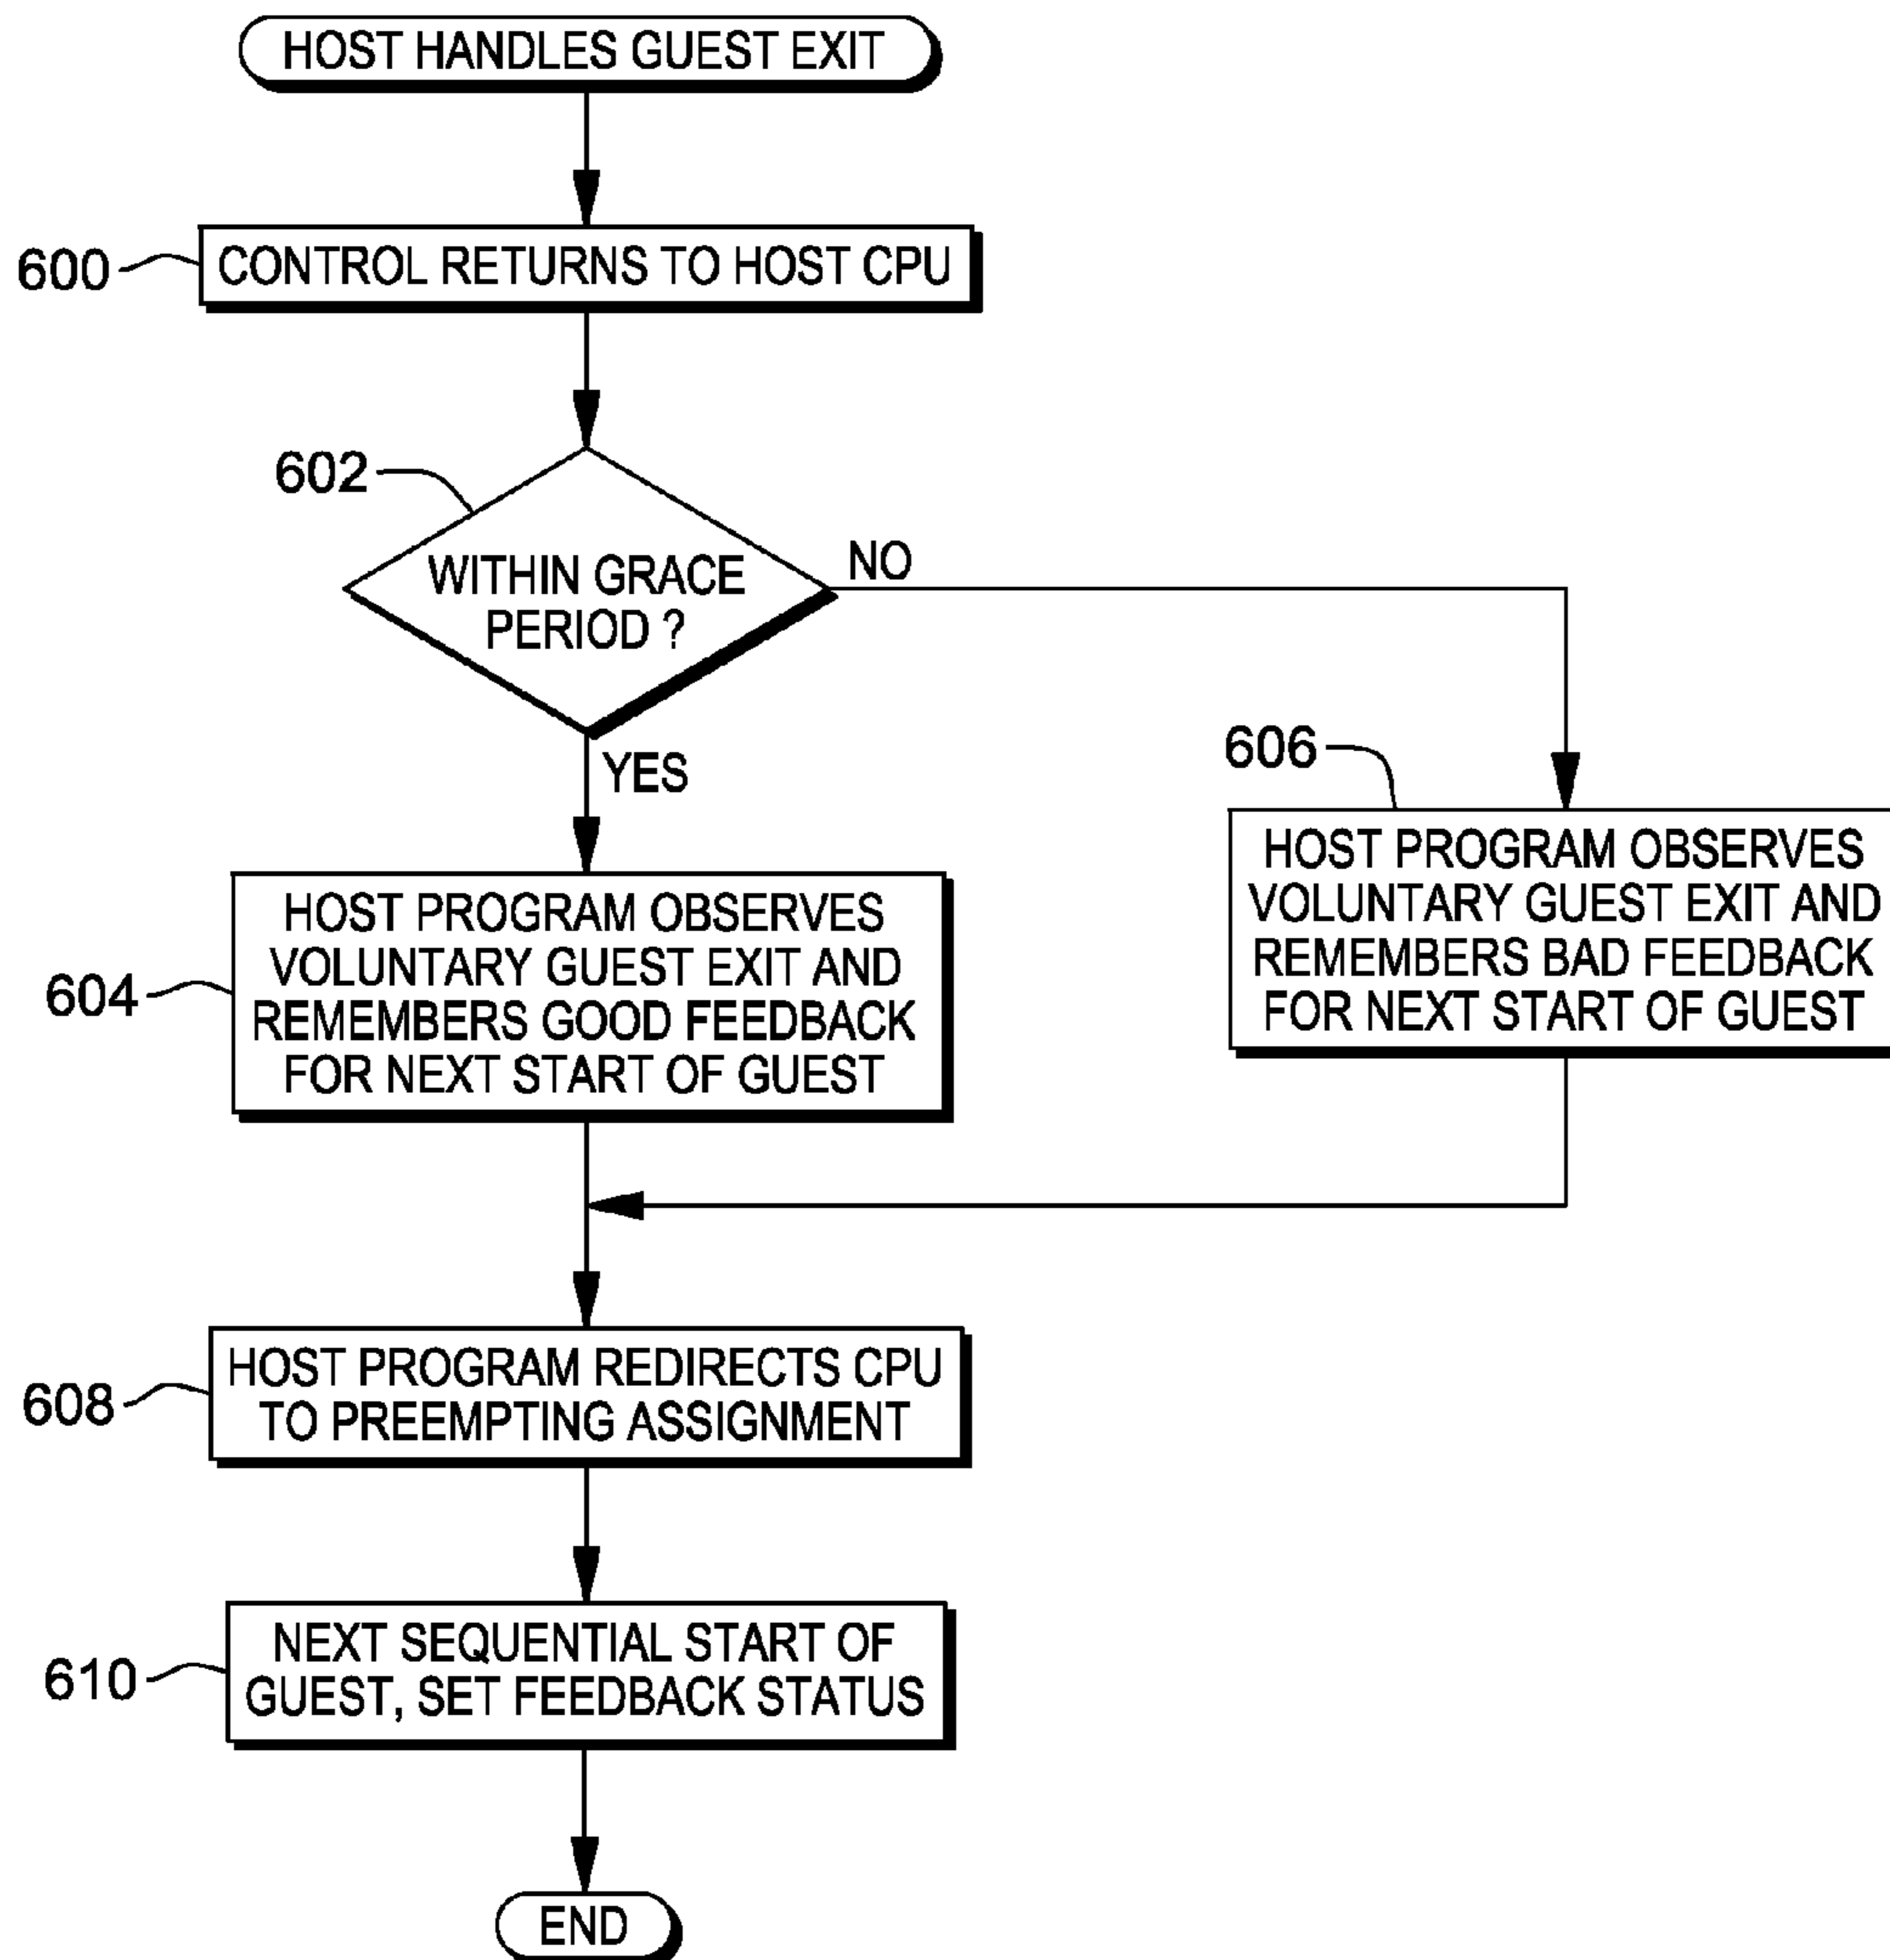 HOST HANDLES GUEST EXIT
600
CONTROL RETURNS TO HOST CPU
602
WITHIN GRACE
PERIOD ?
NO
YES
606
HOST PROGRAM OBSERVES
VOLUNTARY GUEST EXIT AND
REMEMBERS BAD FEEDBACK
FOR NEXT START OF GUEST
604
HOST PROGRAM OBSERVES
VOLUNTARY GUEST EXIT AND
REMEMBERS GOOD FEEDBACK
FOR NEXT START OF GUEST
608
HOST PROGRAM REDIRECTS CPU
TO PREEMPTING ASSIGNMENT
610
NEXT SEQUENTIAL START OF
GUEST, SET FEEDBACK STATUS
END